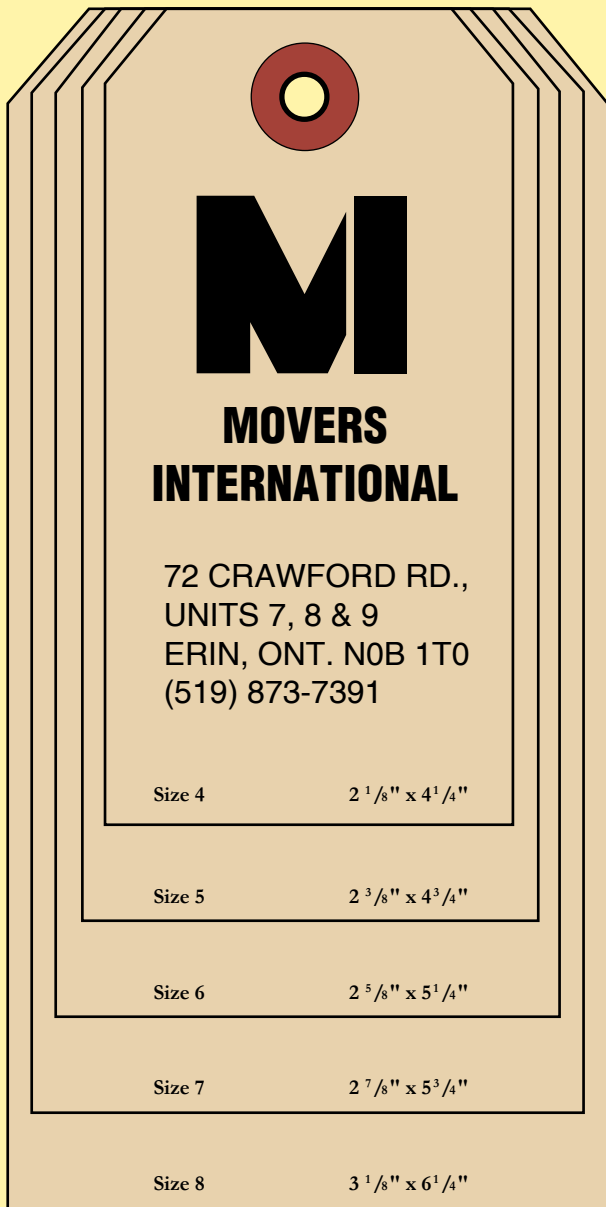 MI
MOVERS
INTERNATIONAL
72 CRAWFORD RD.,
UNITS 7, 8 & 9
ERIN, ONT. N0B 1T0
(519) 873-7391
Size 4 2 1/8" x 4 1/4"
Size 5 2 3/8" x 4 3/4"
Size 6 2 5/8" x 5 1/4"
Size 7 2 7/8" x 5 3/4"
Size 8 3 1/8" x 6 1/4"